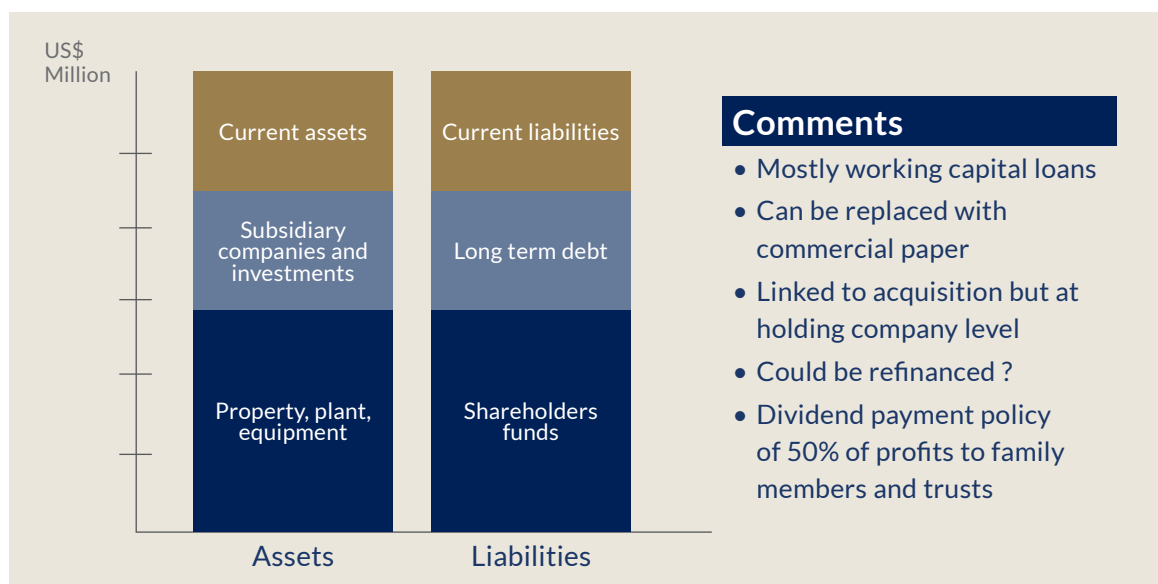 US$
Million
Current assets
Subsidiary
companies and
investments
Property, plant,
equipment
Assets
Current liabilities
Long term debt
Shareholders
funds
Liabilities
Comments
• Mostly working capital loans
• Can be replaced with
commercial paper
• Linked to acquisition but at
holding company level
• Could be refinanced ?
• Dividend payment policy
of 50% of profits to family
members and trusts